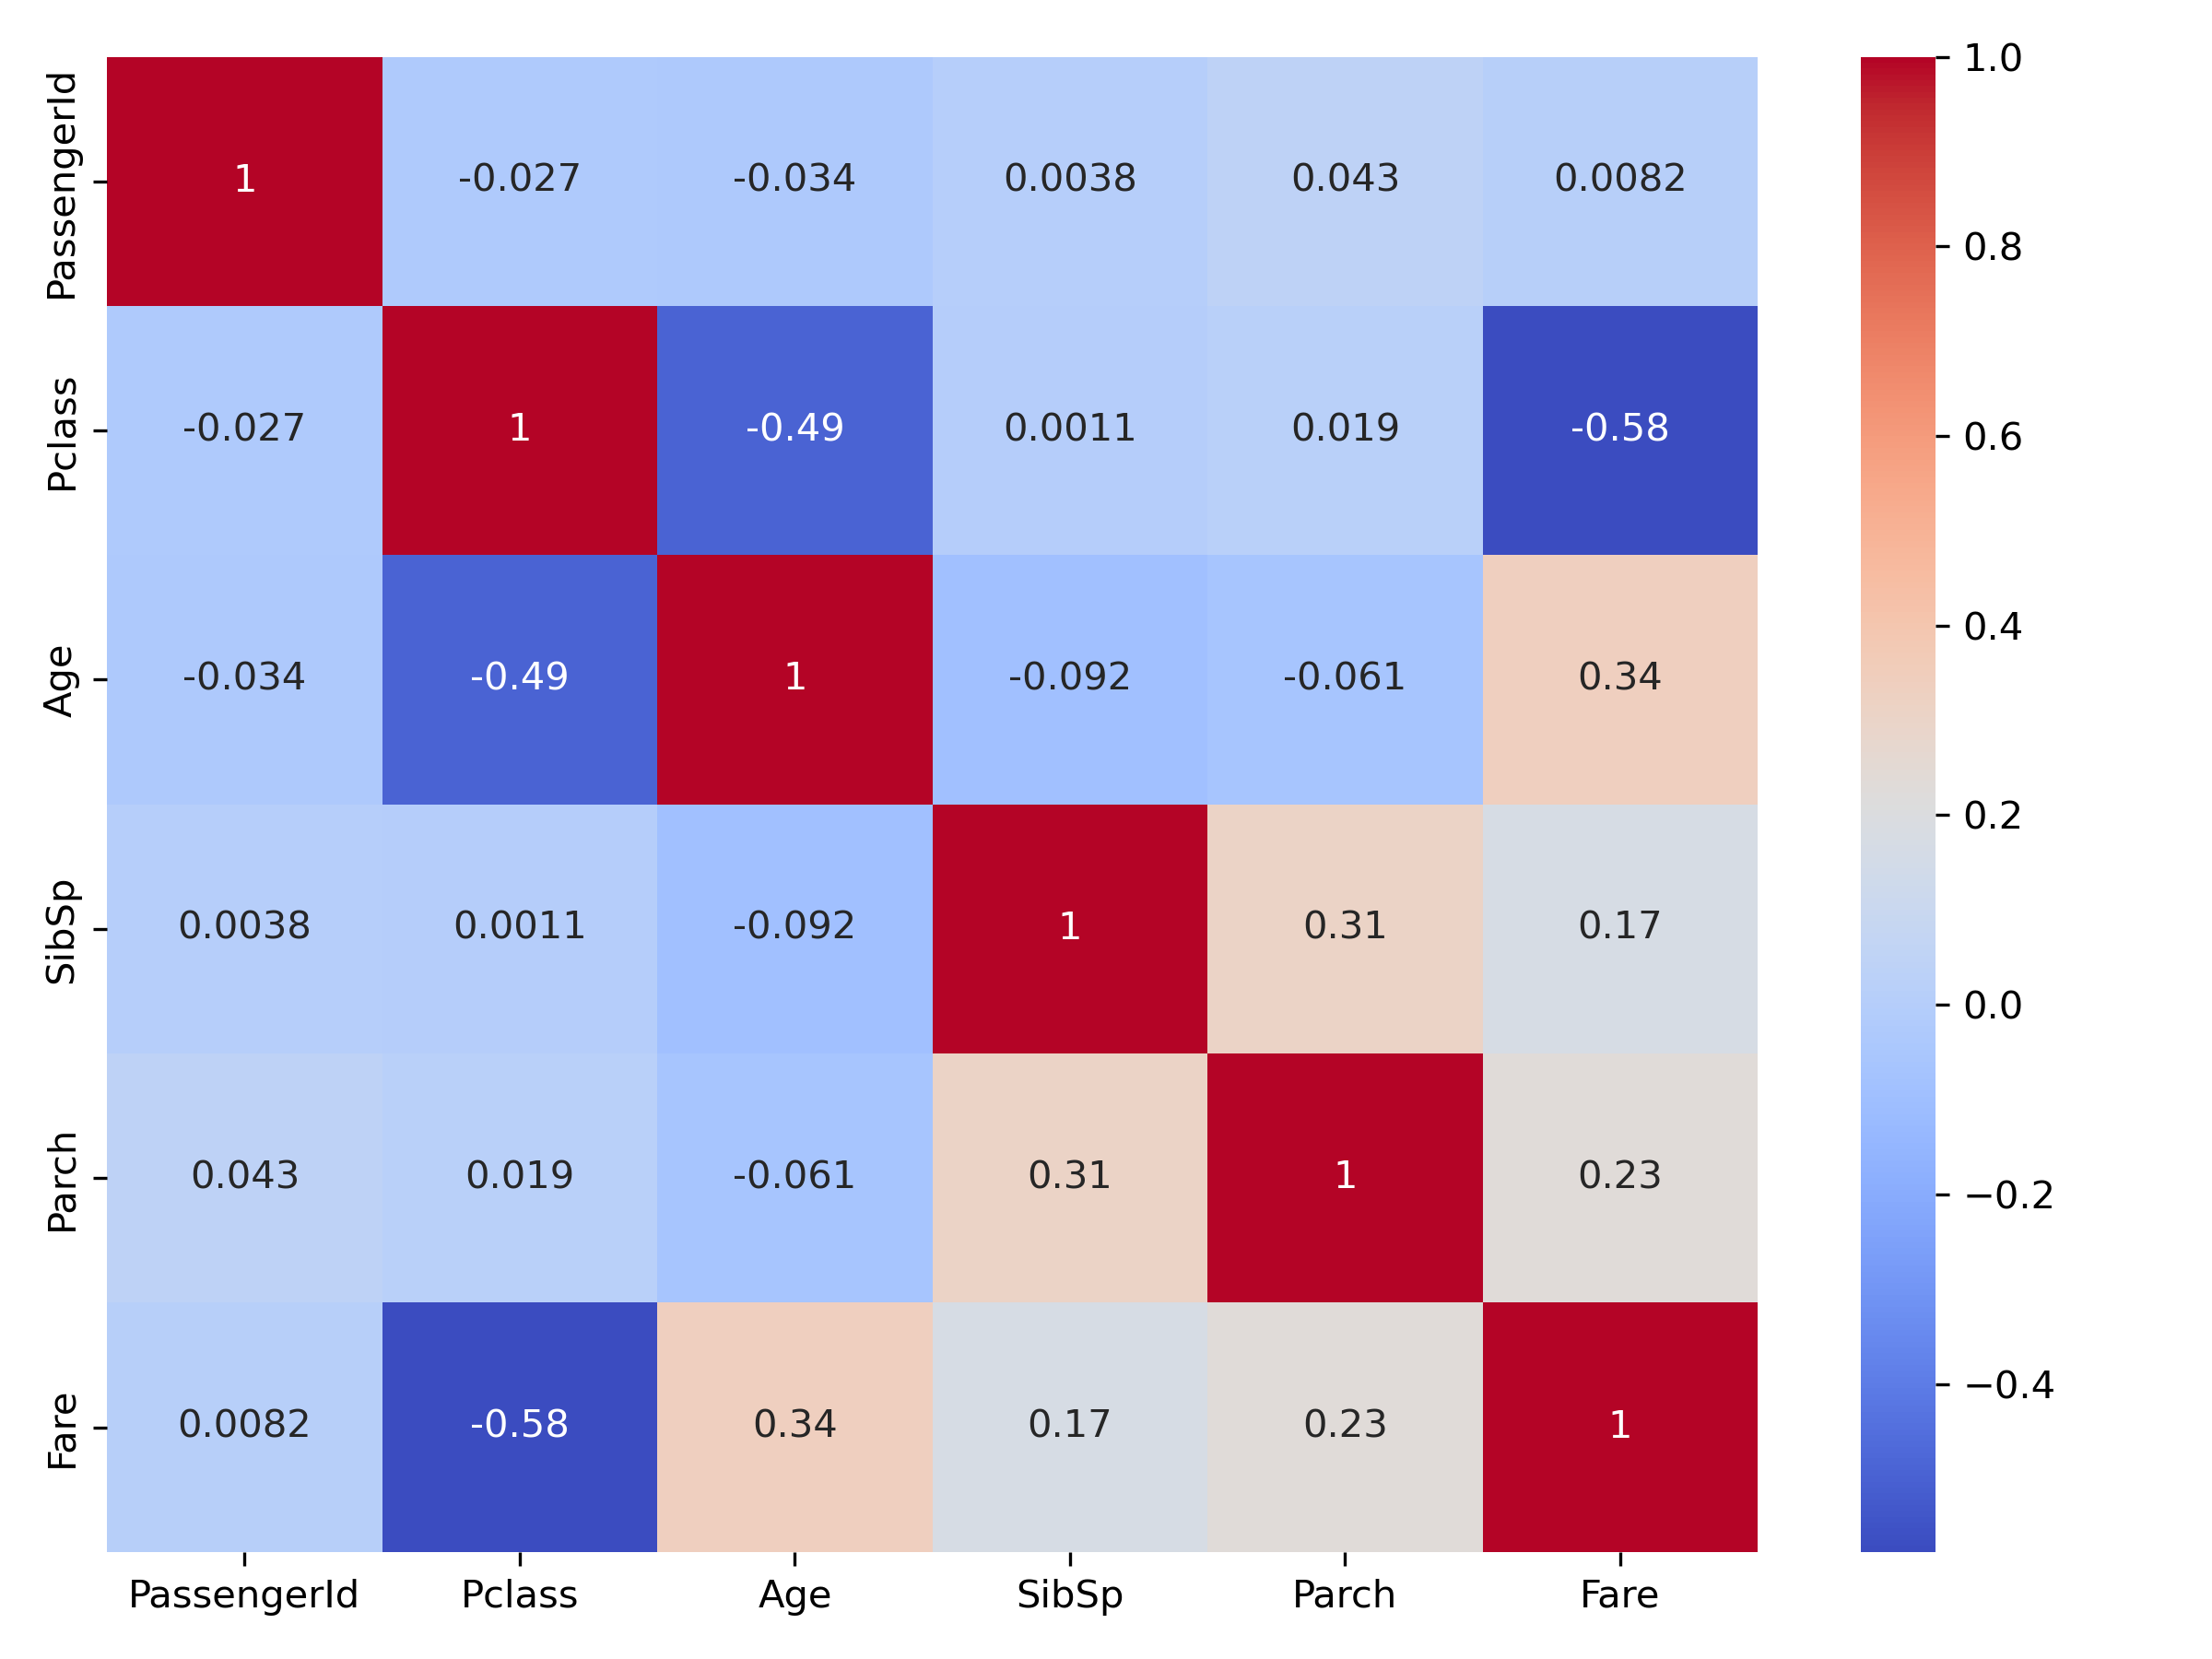 PassengerId 1 -0.027 -0.034 0.0038 0.043 0.0082
Pclass -0.027 1 -0.49 0.0011 0.019 -0.58
Age -0.034 -0.49 1 -0.092 -0.061 0.34
SibSp 0.0038 0.0011 -0.092 1 0.31 0.17
Parch 0.043 0.019 -0.061 0.31 1 0.23
Fare 0.0082 -0.58 0.34 0.17 0.23 1
PassengerId Pclass Age SibSp Parch Fare
1.0
0.8
0.6
0.4
0.2
0.0
−0.2
−0.4